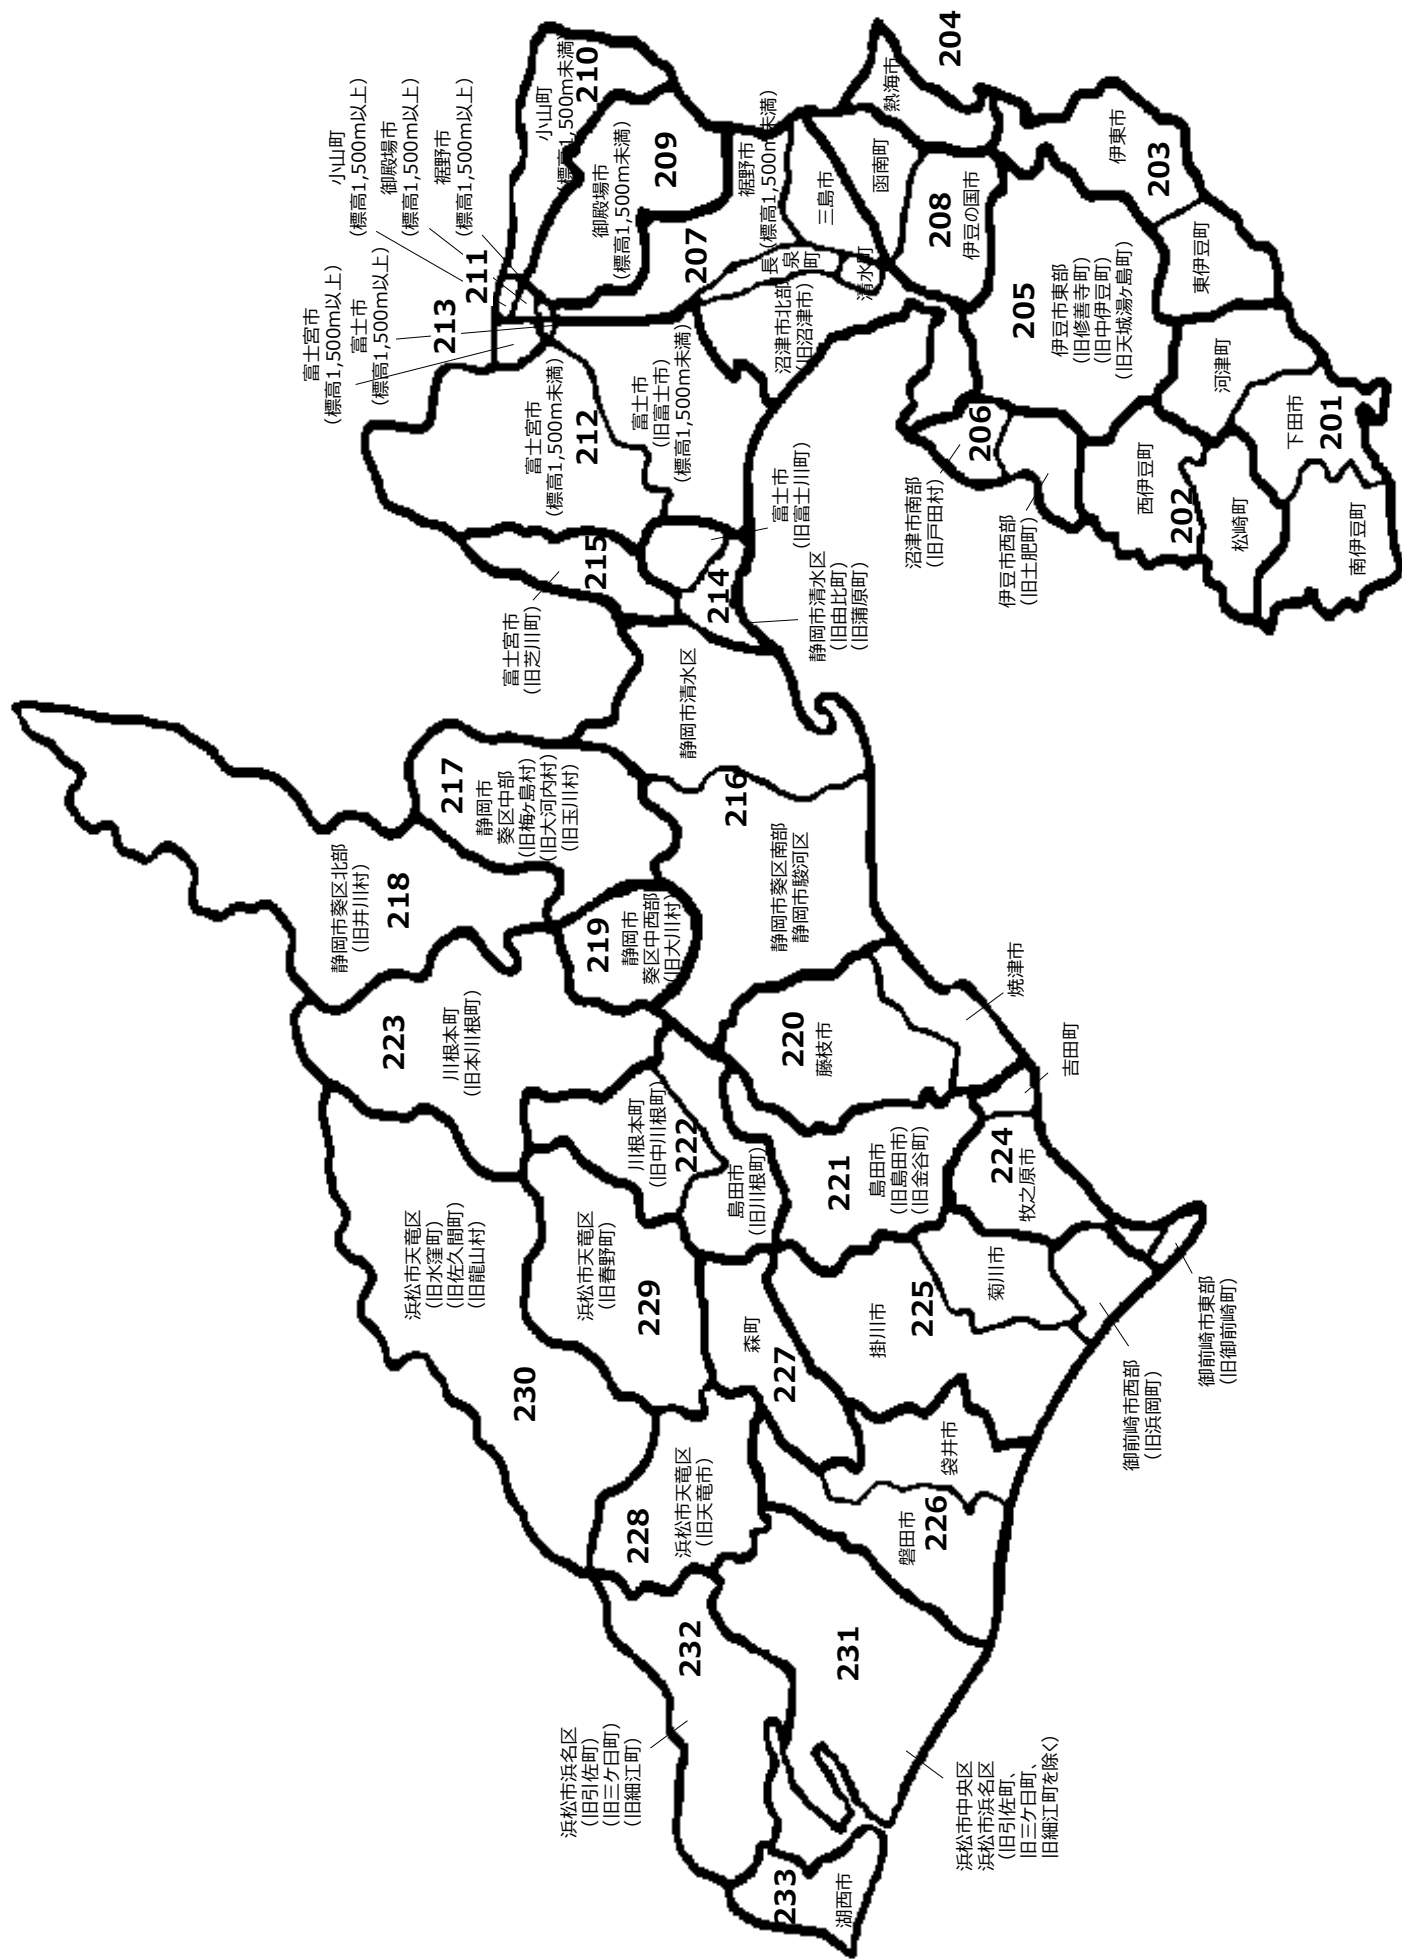 218
静岡市葵区北部
(旧井川村)
217
静岡市
葵区中部
(旧梅ヶ島村)
(旧大河内村)
(旧玉川村)
219
静岡市
葵区中西部
(旧大川村)
223
川根本町
(旧本川根町)
川根本町
(旧中川根町)
222
島田市
(旧川根町)
221
島田市
(旧島田市)
(旧金谷町)
220
藤枝市
焼津市
吉田町
224
牧之原市
216
静岡市葵区南部
静岡市駿河区
静岡市清水区
静岡市清水区
(旧由比町)
(旧蒲原町)
214
富士市
(旧富士川町)
富士宮市
(旧芝川町)
215
富士宮市
(標高1,500m未満)
212
富士市
(旧富士市)
(標高1,500m未満)
富士宮市
(標高1,500m以上)
富士市
(標高1,500m以上)
213
小山町
(標高1,500m以上)
御殿場市
(標高1,500m以上)
裾野市
(標高1,500m以上)
211
小山町
(標高1,500m未満)
210
御殿場市
(標高1,500m未満)
209
裾野市
(標高1,500m未満)
207
三島市
長泉町
清水町
沼津市北部
(旧沼津市)
函南町
熱海市
204
208
伊豆の国市
伊東市
203
東伊豆町
205
伊豆市東部
(旧修善寺町)
(旧中伊豆町)
(旧天城湯ヶ島町)
206
沼津市南部
(旧戸田村)
伊豆市西部
(旧土肥町)
西伊豆町
202
松崎町
河津町
下田市
201
南伊豆町
浜松市天竜区
(旧水窪町)
(旧佐久間町)
(旧龍山村)
230
浜松市天竜区
(旧春野町)
229
228
浜松市天竜区
(旧天竜市)
森町
227
掛川市
225
菊川市
御前崎市東部
(旧御前崎町)
御前崎市西部
(旧浜岡町)
袋井市
磐田市
226
231
232
浜松市浜名区
(旧引佐町)
(旧三ケ日町)
(旧細江町)
浜松市中央区
浜松市浜名区
(旧引佐町、
旧三ケ日町、
旧細江町を除く)
233
湖西市